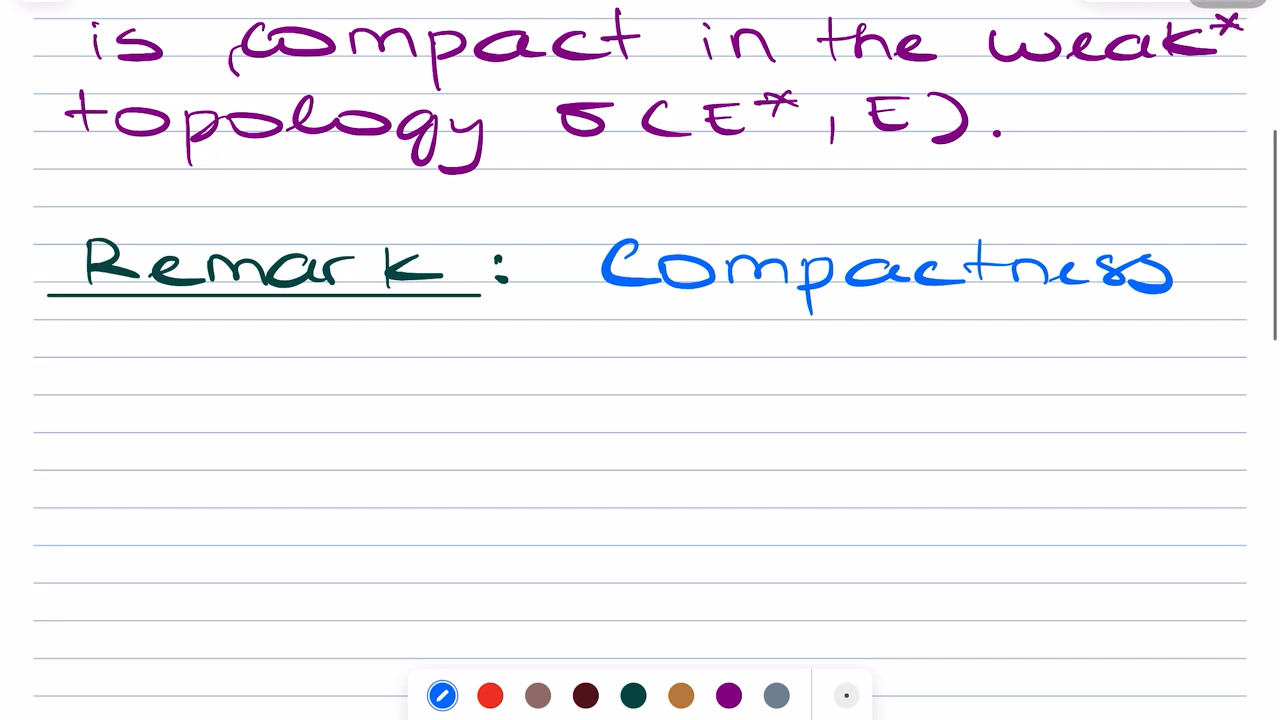 is compact in the weak*
topology σ(E*, E).
Remark: Compactness